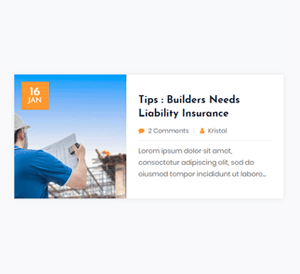 16
JAN
Tips : Builders Needs
Liability Insurance
2 Comments
Kristal
Lorem ipsum dolor sit amet,
consectetur adipiscing elit, sed do
eiusmod tempor incididunt ut laboro...